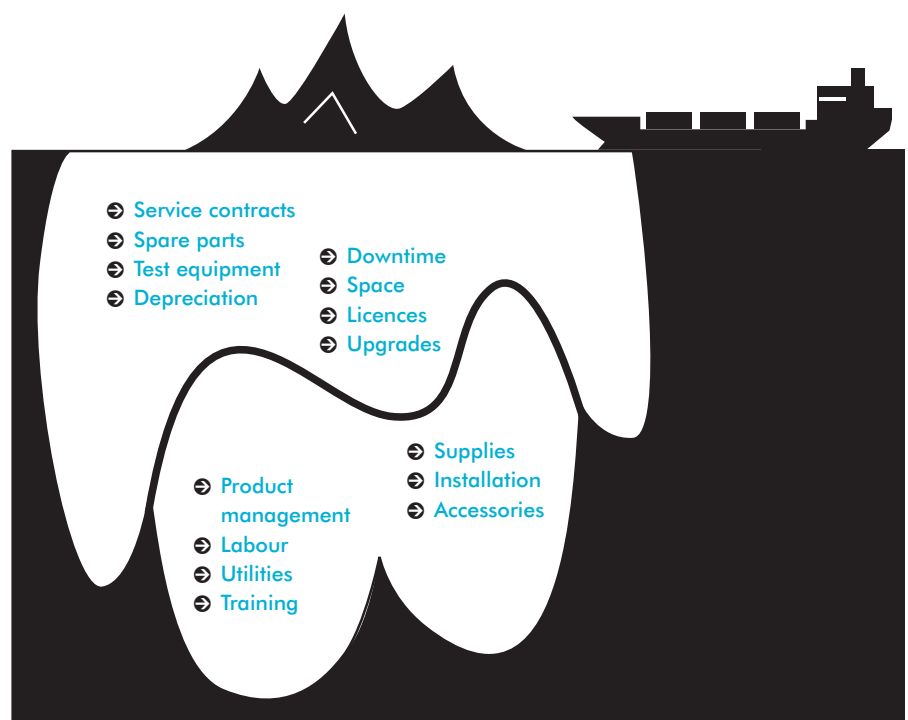 Service contracts
Spare parts
Test equipment
Depreciation
Downtime
Space
Licences
Upgrades
Product
management
Labour
Utilities
Training
Supplies
Installation
Accessories